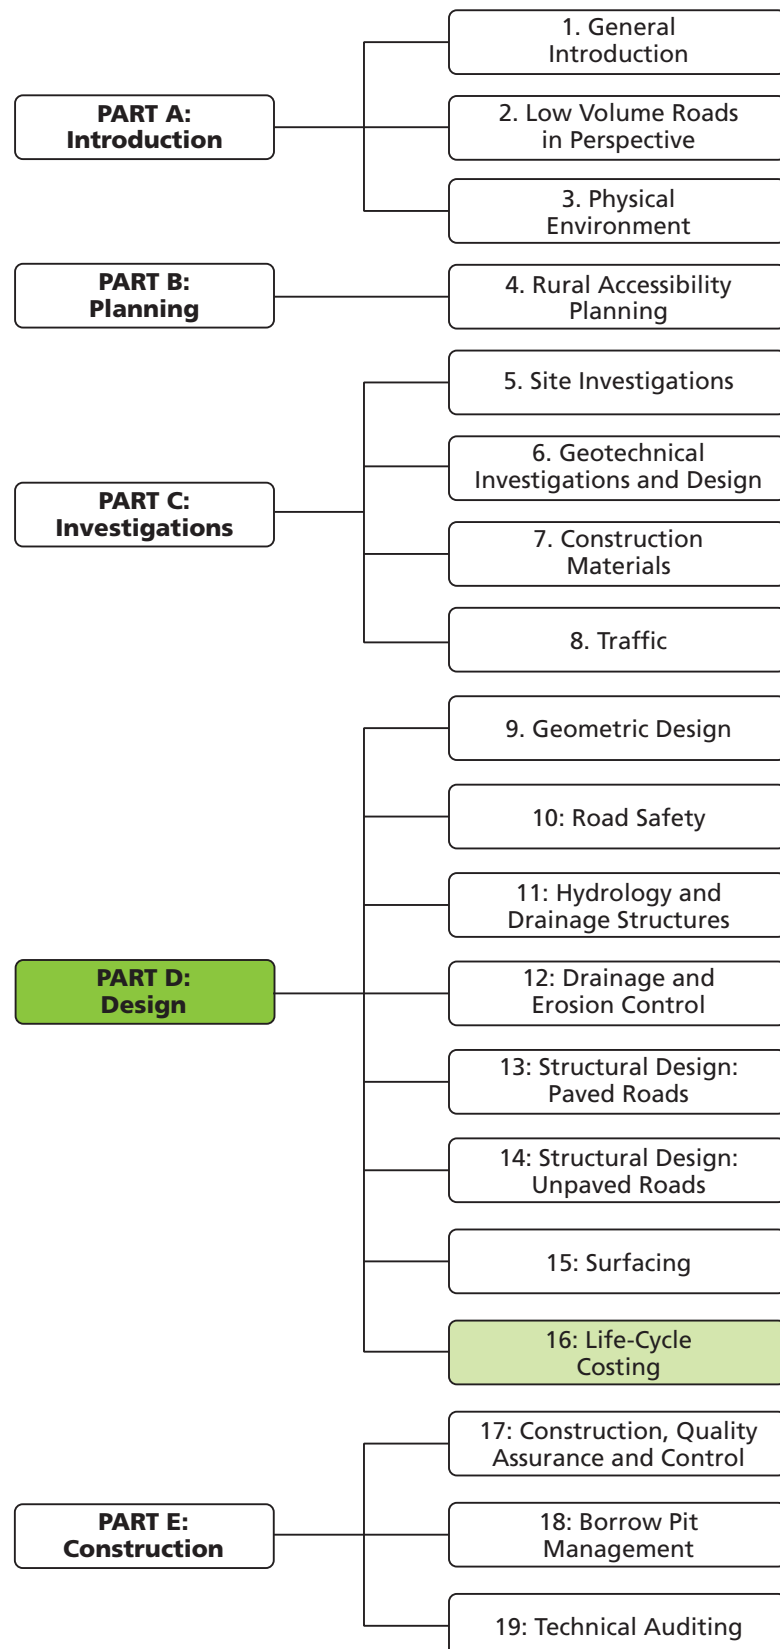 PART A:
Introduction
1. General
Introduction
2. Low Volume Roads
in Perspective
3. Physical
Environment
PART B:
Planning
4. Rural Accessibility
Planning
PART C:
Investigations
5. Site Investigations
6. Geotechnical
Investigations and Design
7. Construction
Materials
8. Traffic
PART D:
Design
9. Geometric Design
10: Road Safety
11: Hydrology and
Drainage Structures
12: Drainage and
Erosion Control
13: Structural Design:
Paved Roads
14: Structural Design:
Unpaved Roads
15: Surfacing
16: Life-Cycle
Costing
PART E:
Construction
17: Construction, Quality
Assurance and Control
18: Borrow Pit
Management
19: Technical Auditing